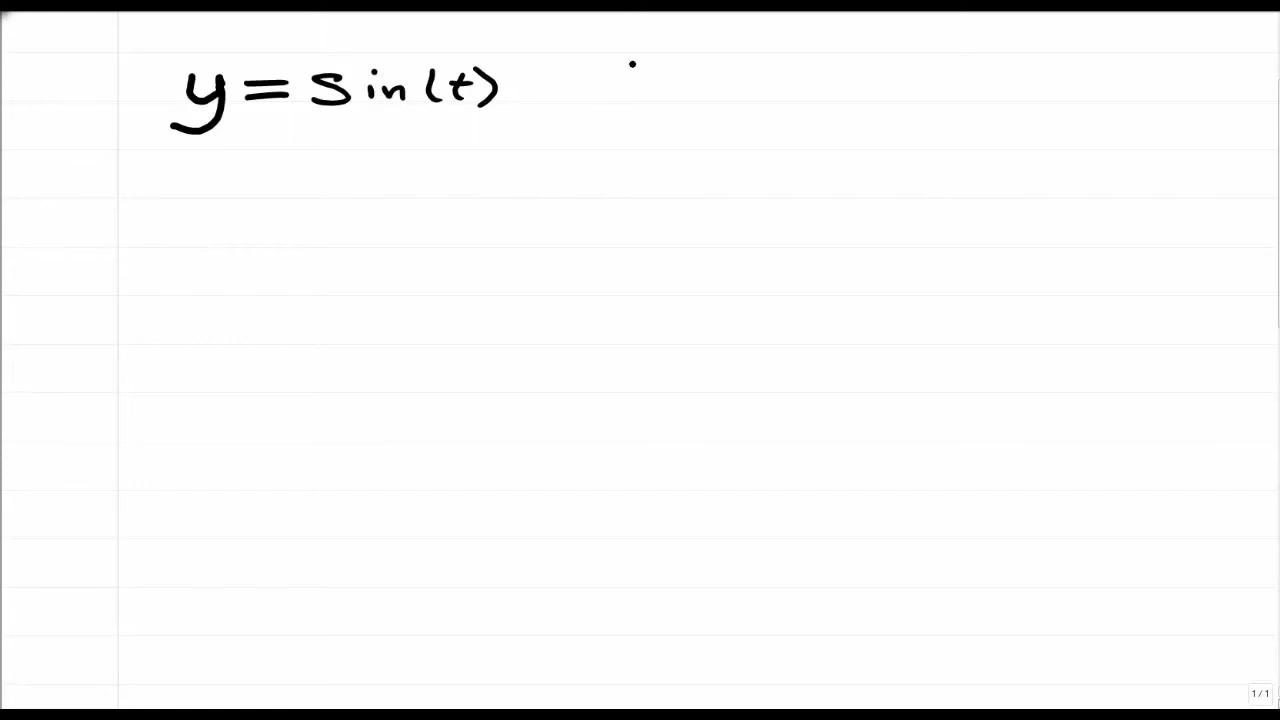 y = sin(t)
1/1